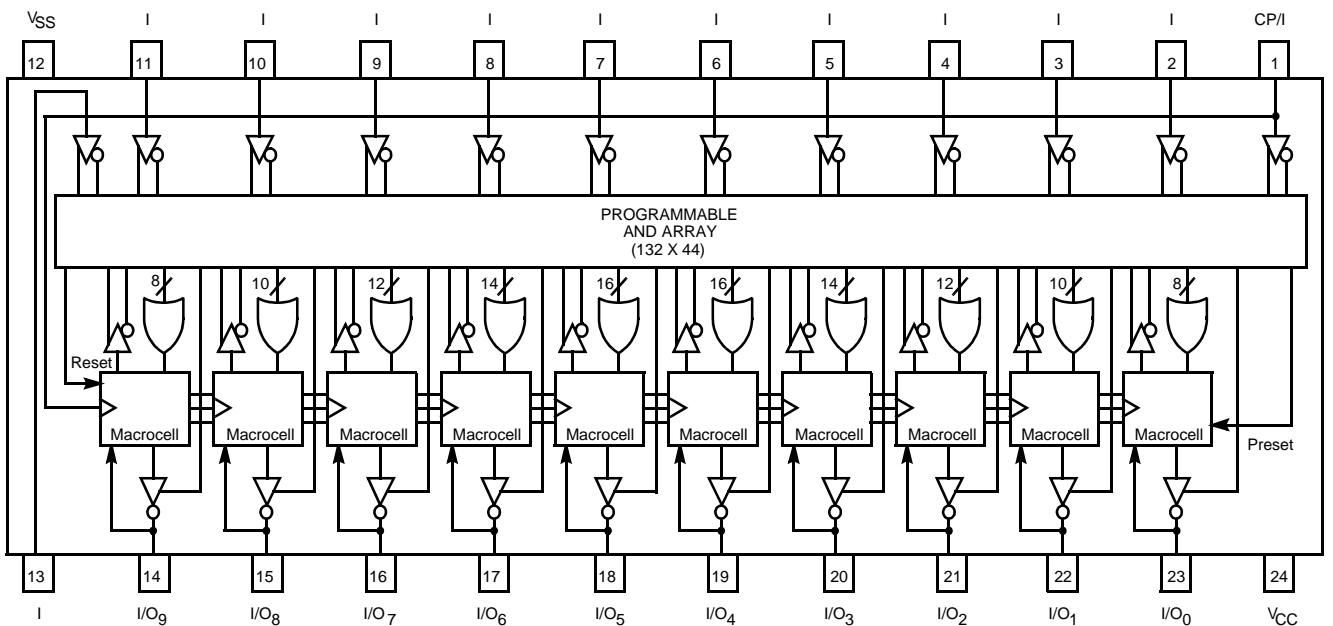 VSS I I I I I I I I I I CP/I
12 11 10 9 8 7 6 5 4 3 2 1
PROGRAMMABLE
AND ARRAY
(132 X 44)
8 10 12 14 16 16 14 12 10 8
Reset
Macrocell Macrocell Macrocell Macrocell Macrocell Macrocell Macrocell Macrocell Macrocell Macrocell
Preset
13 14 15 16 17 18 19 20 21 22 23 24
I I/O9 I/O8 I/O7 I/O6 I/O5 I/O4 I/O3 I/O2 I/O1 I/O0 VCC